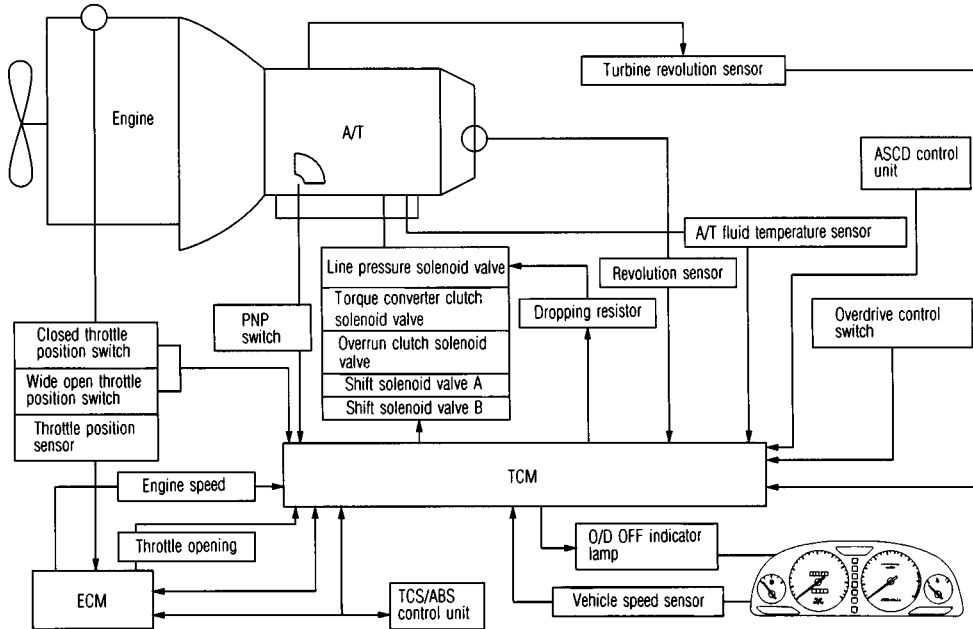 Turbine revolution sensor
Engine
A/T
ASCD control
unit
A/T fluid temperature sensor
Line pressure solenoid valve
Revolution sensor
Torque converter clutch
solenoid valve
Dropping resistor
PNP
switch
Overdrive control
switch
Closed throttle
position switch
Overrun clutch solenoid
valve
Wide open throttle
position switch
Shift solenoid valve A
Shift solenoid valve B
Throttle position
sensor
TCM
Engine speed
Throttle opening
O/D OFF indicator
lamp
ECM
TCS/ABS
control unit
Vehicle speed sensor